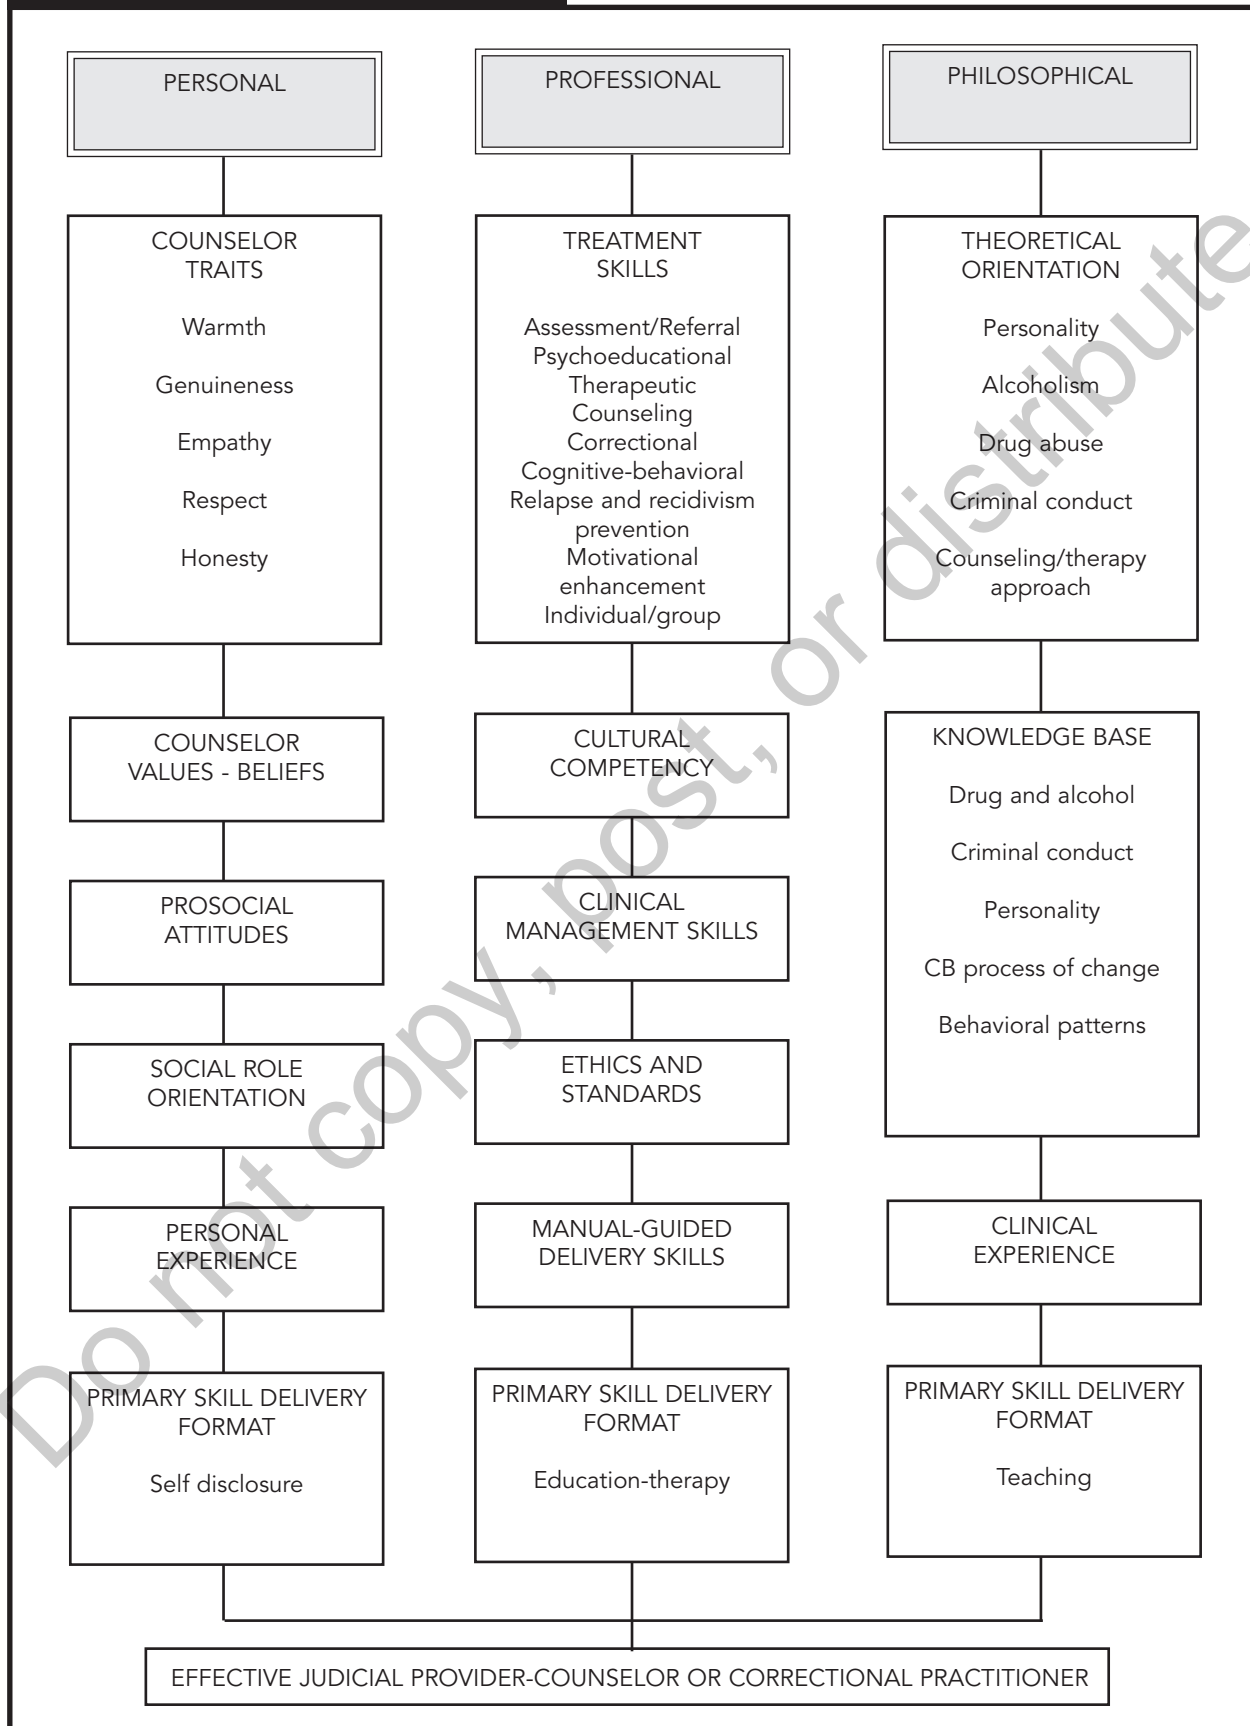 PERSONAL
COUNSELOR
TRAITS
Warmth
Genuineness
Empathy
Respect
Honesty
COUNSELOR
VALUES - BELIEFS
PROSOCIAL
ATTITUDES
SOCIAL ROLE
ORIENTATION
PERSONAL
EXPERIENCE
PRIMARY SKILL DELIVERY
FORMAT
Self disclosure
PROFESSIONAL
TREATMENT
SKILLS
Assessment/Referral
Psychoeducational
Therapeutic
Counseling
Correctional
Cognitive-behavioral
Relapse and recidivism
prevention
Motivational
enhancement
Individual/group
CULTURAL
COMPETENCY
CLINICAL
MANAGEMENT SKILLS
ETHICS AND
STANDARDS
MANUAL-GUIDED
DELIVERY SKILLS
PRIMARY SKILL DELIVERY
FORMAT
Education-therapy
PHILOSOPHICAL
THEORETICAL
ORIENTATION
Personality
Alcoholism
Drug abuse
Criminal conduct
Counseling/therapy
approach
KNOWLEDGE BASE
Drug and alcohol
Criminal conduct
Personality
CB process of change
Behavioral patterns
CLINICAL
EXPERIENCE
PRIMARY SKILL DELIVERY
FORMAT
Teaching
EFFECTIVE JUDICIAL PROVIDER-COUNSELOR OR CORRECTIONAL PRACTITIONER
Do not copy, post, or distribute